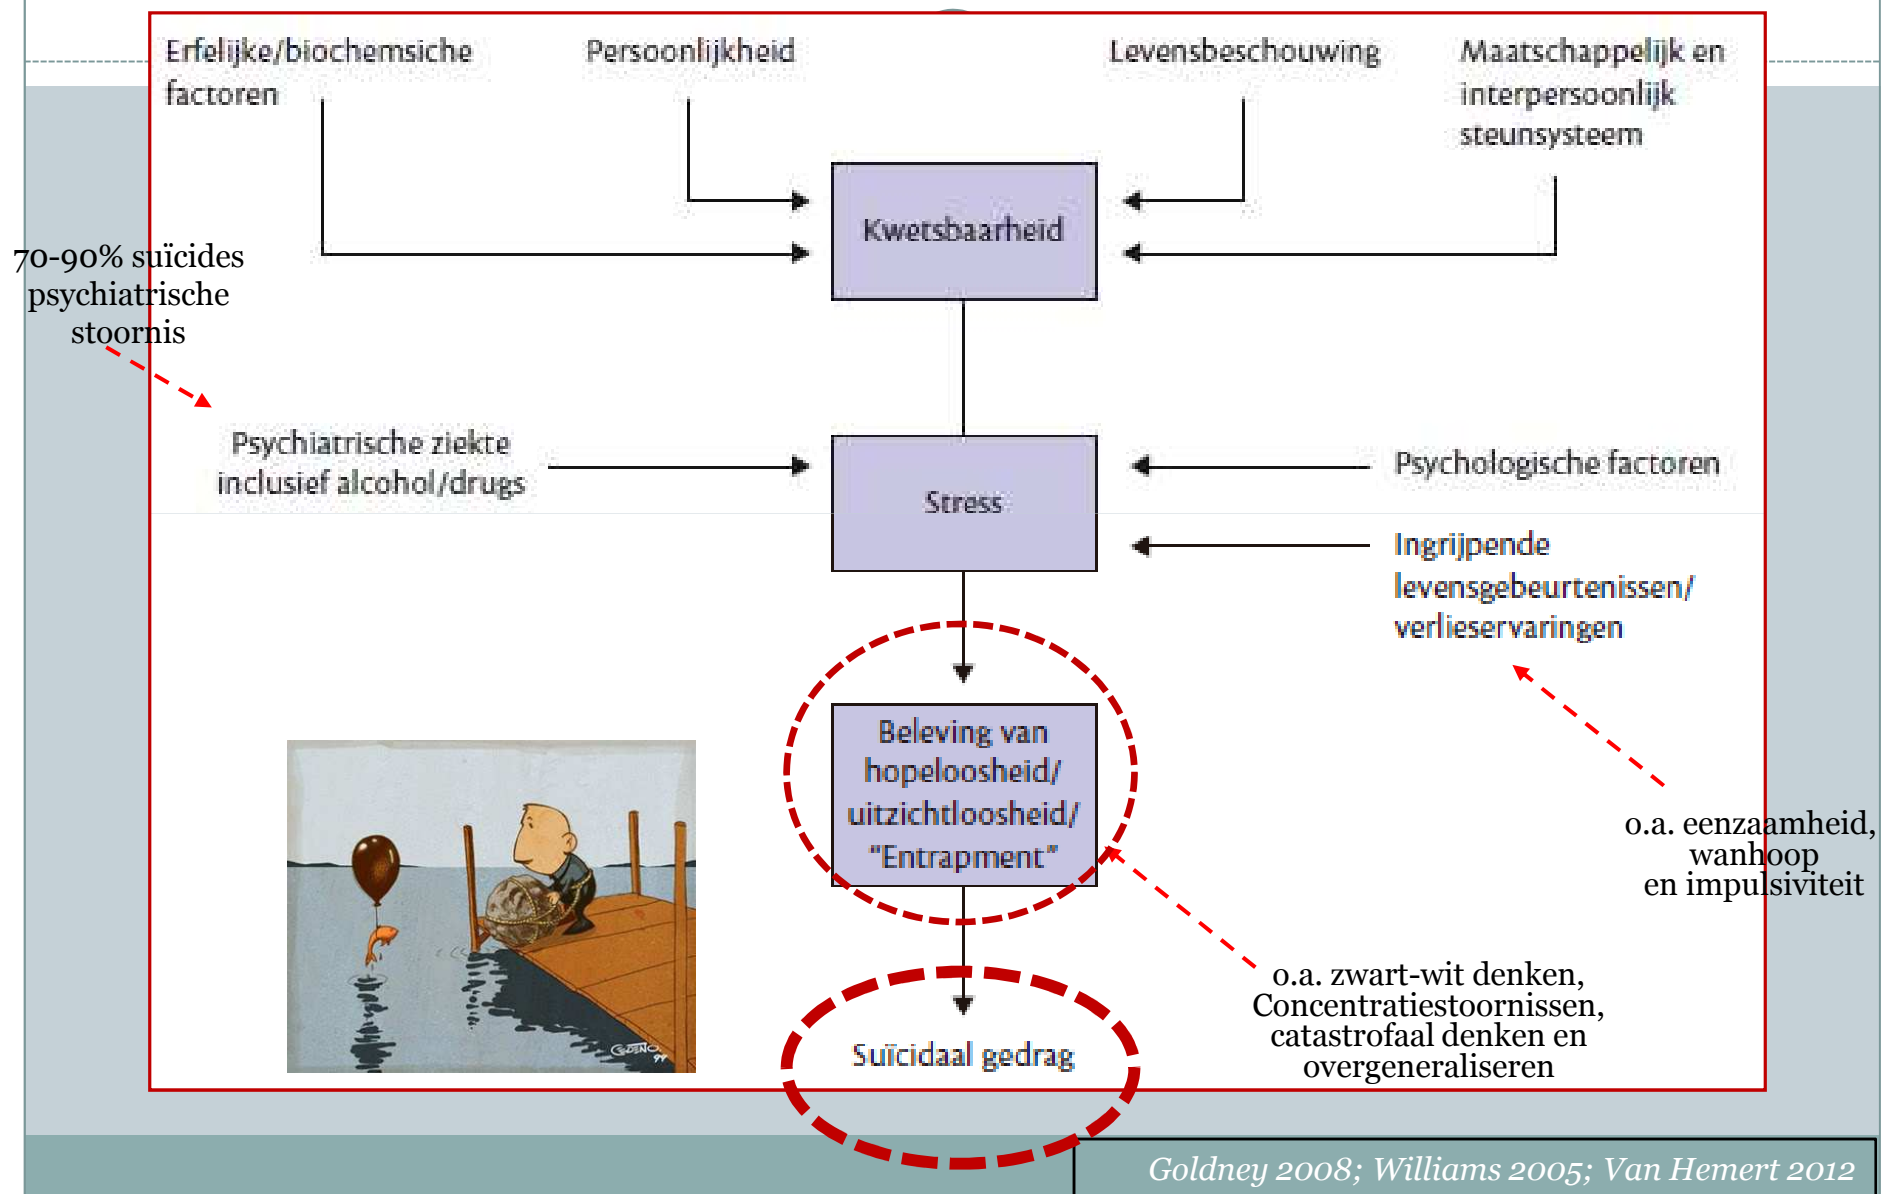 Erfelijke/biochemsiche
factoren
Persoonlijkheid
Levensbeschouwing
Maatschappelijk en
interpersoonlijk
steunsysteem
Kwetsbaarheid
70-90% suïcides
psychiatrische
stoornis
Psychiatrische ziekte
inclusief alcohol/drugs
Stress
Psychologische factoren
Ingrijpende
levensgebeurtenissen/
verlieservaringen
Beleving van
hopeloosheid/
uitzichtloosheid/
"Entrapment"
o.a. eenzaamheid,
wanhoop
en impulsiviteit
o.a. zwart-wit denken,
Concentratiestoornissen,
catastrofaal denken en
overgeneraliseren
Suïcidaal gedrag
Goldney 2008; Williams 2005; Van Hemert 2012